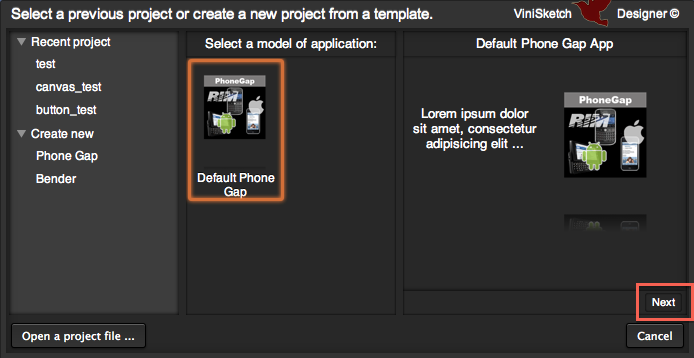 Select a previous project or create a new project from a template.
ViniSketch Designer ©
Recent project
test
canvas_test
button_test
Create new
Phone Gap
Bender
Select a model of application:
PhoneGap
RIM
Default Phone
Gap
Default Phone Gap App
Lorem ipsum dolor
sit amet, consectetur
adipisicing elit ...
PhoneGap
RIM
Next
Open a project file ...
Cancel